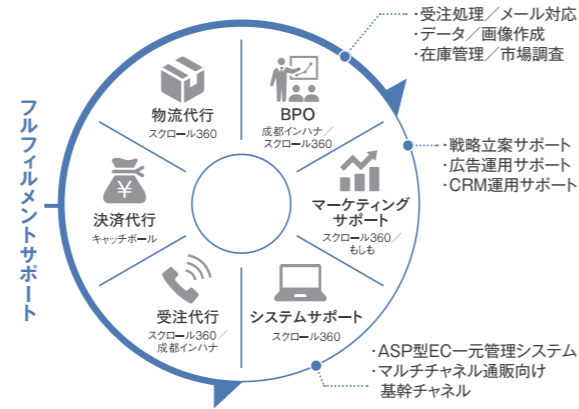 ・受注処理／メール対応
・データ／画像作成
・在庫管理／市場調査
物流代行
スクロール360
BPO
成都インハナ／
スクロール360
・戦略立案サポート
・広告運用サポート
・CRM運用サポート
フルフィルメントサポート
¥
決済代行
キャッチボール
マーケティング
サポート
スクロール360／
もしも
受注代行
スクロール360／
成都インハナ
システムサポート
スクロール360
・ASP型EC一元管理システム
・マルチチャネル通販向け
基幹チャネル